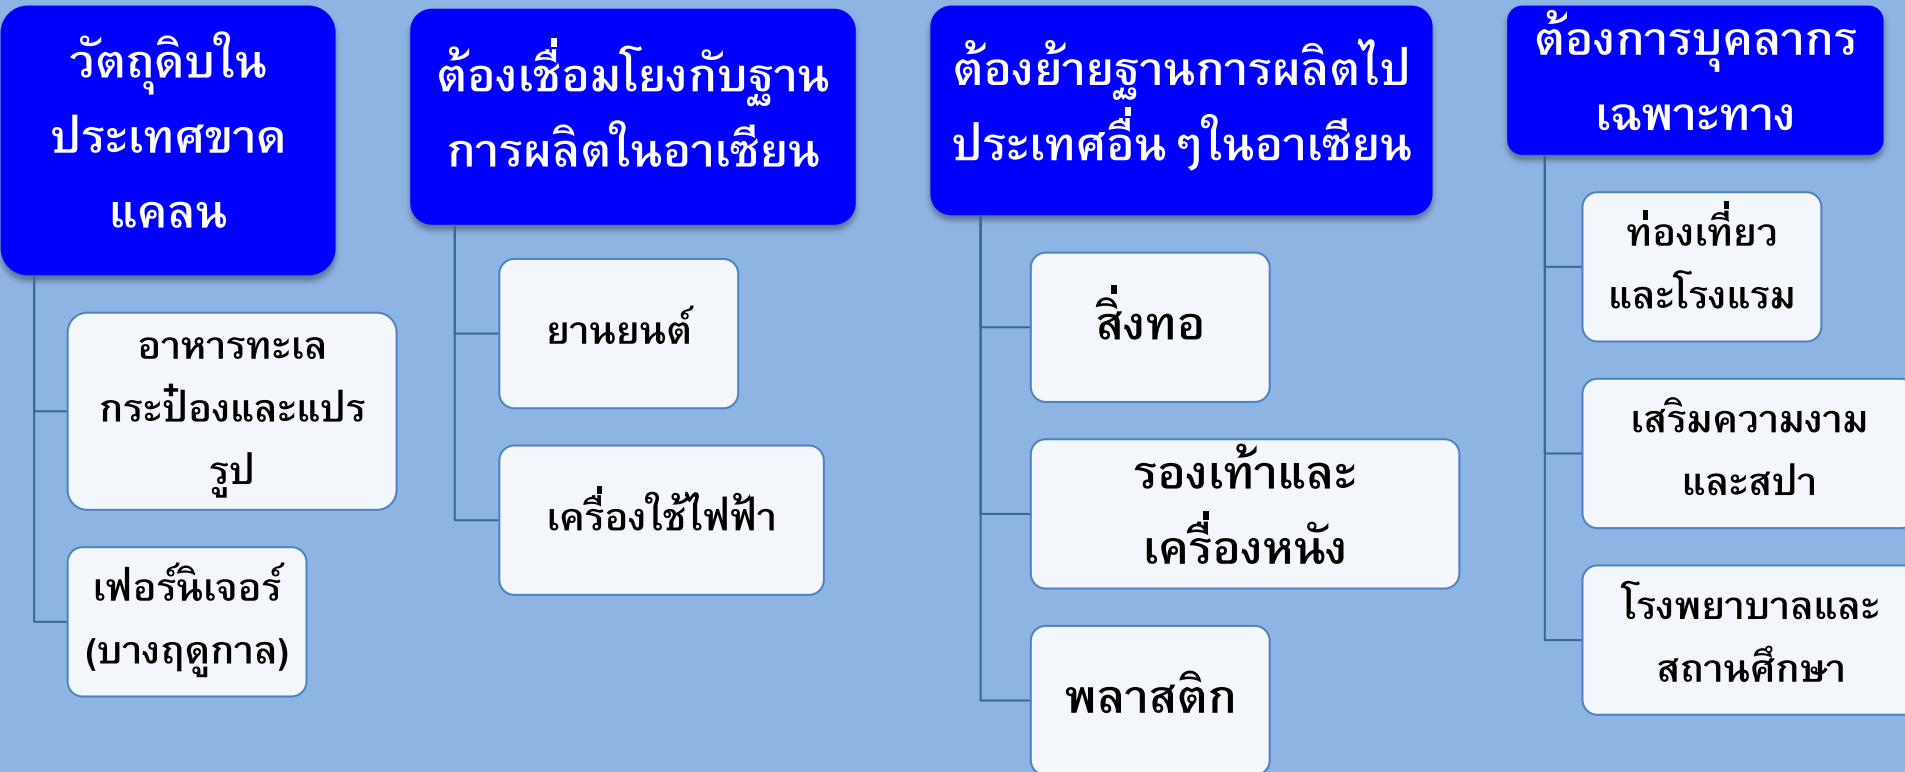 วัตถุดิบใน
ประเทศขาด
แคลน
อาหารทะเล
กระป๋องและแปร
รูป
เฟอร์นิเจอร์
(บางฤดูกาล)
ต้องเชื่อมโยงกับฐาน
การผลิตในอาเซียน
ยานยนต์
เครื่องใช้ไฟฟ้า
ต้องย้ายฐานการผลิตไป
ประเทศอื่น ๆในอาเซียน
สิ่งทอ
รองเท้าและ
เครื่องหนัง
พลาสติก
ต้องการบุคลากร
เฉพาะทาง
ท่องเที่ยว
และโรงแรม
เสริมความงาม
และสปา
โรงพยาบาลและ
สถานศึกษา